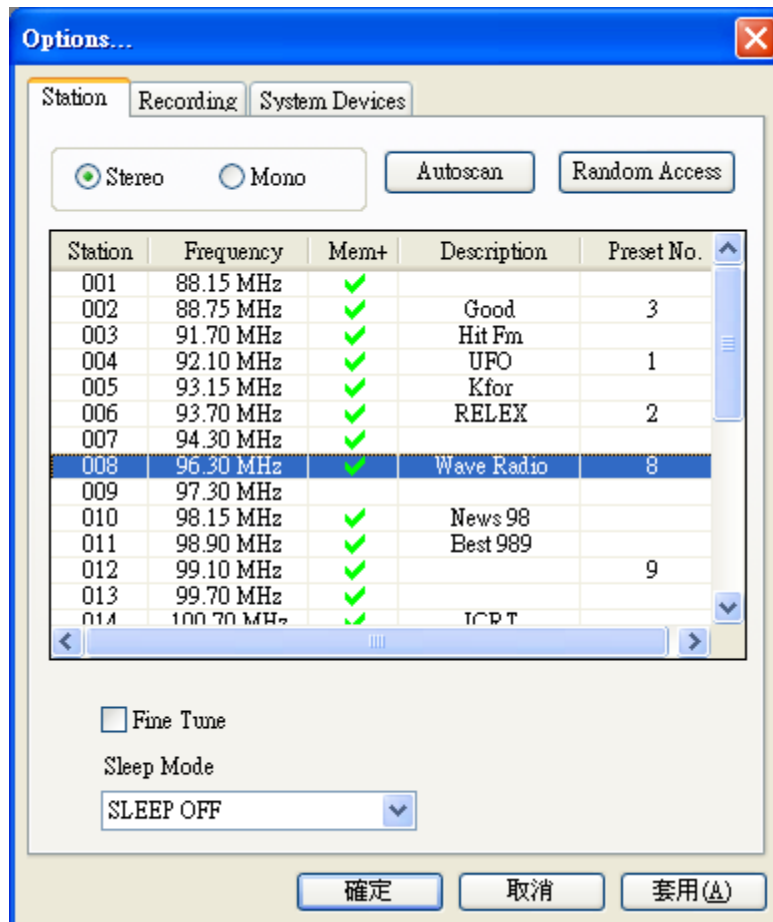 Options...
Station Recording System Devices
Stereo Mono Autoscan Random Access
Station Frequency Mem+ Description Preset No.
001 88.15 MHz
002 88.75 MHz Good 3
003 91.70 MHz Hit Fm
004 92.10 MHz UFO 1
005 93.15 MHz Kfor
006 93.70 MHz RELEX 2
007 94.30 MHz
008 96.30 MHz Wave Radio 8
009 97.30 MHz
010 98.15 MHz News 98
011 98.90 MHz Best 989
012 99.10 MHz 9
013 99.70 MHz
014 100.70 MHz ICRT
Fine Tune
Sleep Mode
SLEEP OFF
確定 取消 套用(A)